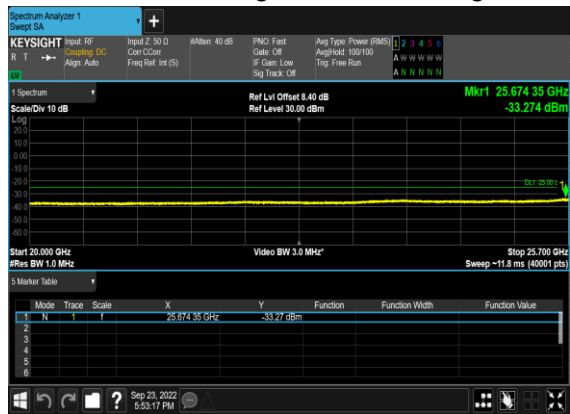 Spectrum Analyzer 1
Swept SA
+
KEYSIGHT
R T
Input: RF
Coupling: DC
Align: Auto
Input Z: 50 Ω
Corr CCorr
Freq Ref: Int (S)
#Atten: 40 dB
PNO: Fast
Gate: Off
IF Gain: Low
Sig Track: Off
Avg Type: Power (RMS)
Avg|Hold: 100/100
Trig: Free Run
1 2 3 4 5 6
A W W W W W
A N N N N N
1 Spectrum
Scale/Div 10 dB
Ref Lvl Offset 8.40 dB
Ref Level 30.00 dBm
Mkr1 25.674 35 GHz
-33.274 dBm
Log
20.0
10.0
0.00
-10.0
-20.0
-30.0
-40.0
-50.0
-60.0
1
Start 20.000 GHz
#Res BW 1.0 MHz
Video BW 3.0 MHz*
Stop 25.700 GHz
Sweep ~11.8 ms (40001 pts)
5 Marker Table
Mode Trace Scale X Y Function Function Width Function Value
1 N 1 f 25.674 35 GHz -33.27 dBm
2
3
4
5
6
?
Sep 23, 2022
5:53:17 PM